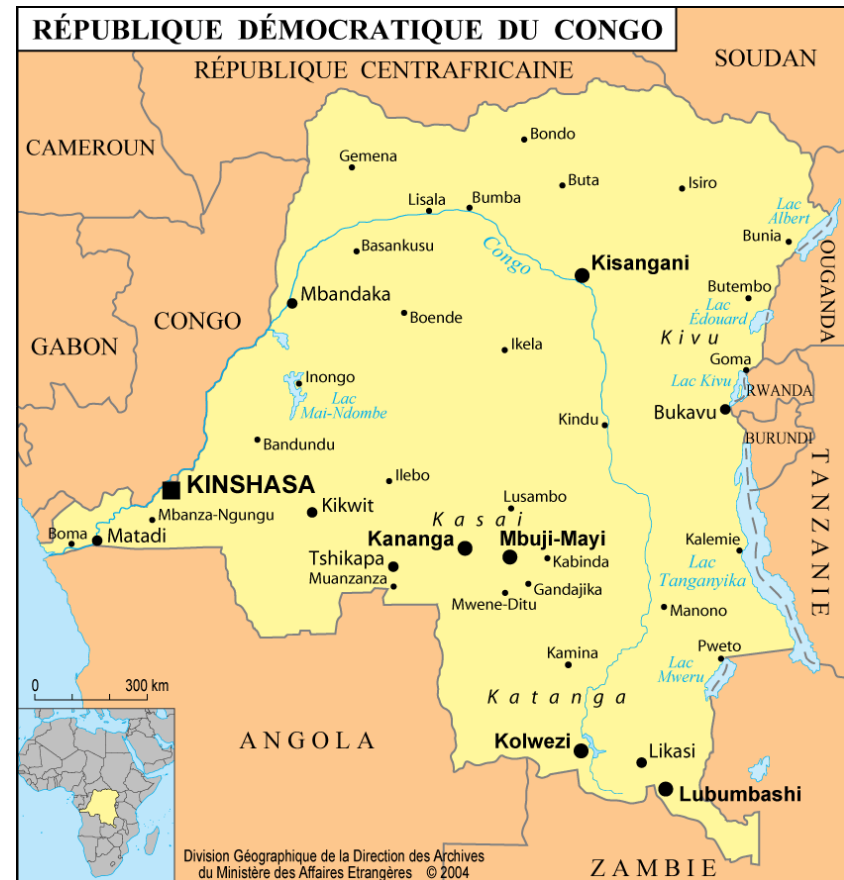 RÉPUBLIQUE DÉMOCRATIQUE DU CONGO
SOUDAN
RÉPUBLIQUE CENTRAFRICAINE
CAMEROUN
Bondo
Gemena
Buta
Isiro
Lisala
Bumba
Lac
Albert
Bunia
Basankusu
Congo
Kisangani
OUGANDA
Mbandaka
Butembo
Lac
Édouard
Boende
CONGO
GABON
Ikela
Kivu
Goma
Inongo
Lac
Mai-Ndombe
Lac Kivu
RWANDA
Bukavu
Kindu
BURUNDI
Bandundu
TANZANIE
KINSHASA
Ilebo
Kikwit
Lusambo
Mbanza-Ngungu
Kasai
Boma
Matadi
Kananga
Mbuji-Mayi
Kalemie
Tshikapa
Kabinda
Lac
Tanganyika
Muanzanza
Gandajika
Mwene-Ditu
Manono
Kamina
Pweto
Lac
Mweru
0 300 km
Katanga
ANGOLA
Kolwezi
Likasi
Lubumbashi
Division Géographique de la Direction des Archives
du Ministère des Affaires Etrangères © 2004
ZAMBIE